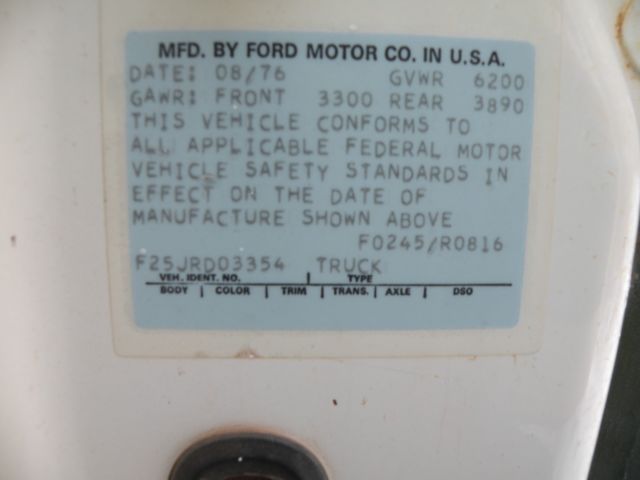 MFD. BY FORD MOTOR CO. IN U.S.A.
DATE: 08/76 GVWR 6200
GAWR: FRONT 3300 REAR 3890
THIS VEHICLE CONFORMS TO
ALL APPLICABLE FEDERAL MOTOR
VEHICLE SAFETY STANDARDS IN
EFFECT ON THE DATE OF
MANUFACTURE SHOWN ABOVE
F0245/R0816
F25JRD03354 TRUCK
VEH. IDENT. NO. TYPE
BODY COLOR TRIM TRANS. AXLE DSO